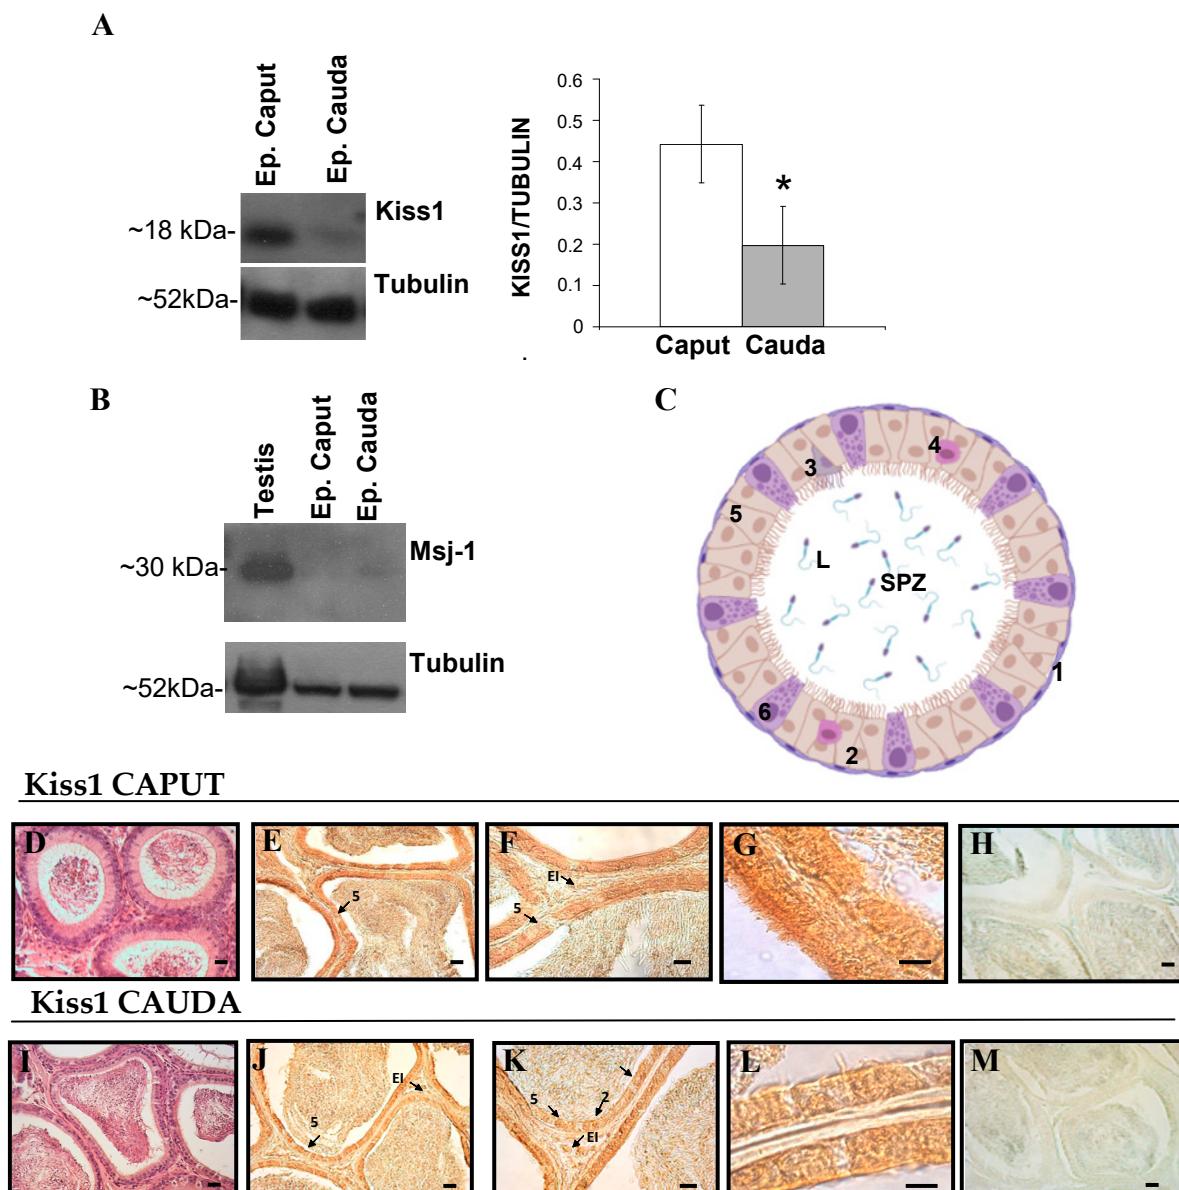 A
Ep. Caput
Ep. Cauda
Kiss1
~18 kDa-
Tubulin
~52kDa-
KISS1/TUBULIN
0.6
0.5
0.4
0.3
0.2
0.1
0
*
Caput Cauda
.
B
Testis
Ep. Caput
Ep. Cauda
Msj-1
~30 kDa-
Tubulin
~52kDa-
C
4
3
5
L
SPZ
1
6
2
Kiss1 CAPUT
D
E
5
F
EI
5
G
H
Kiss1 CAUDA
I
J
EI
5
K
5
2
EI
L
M